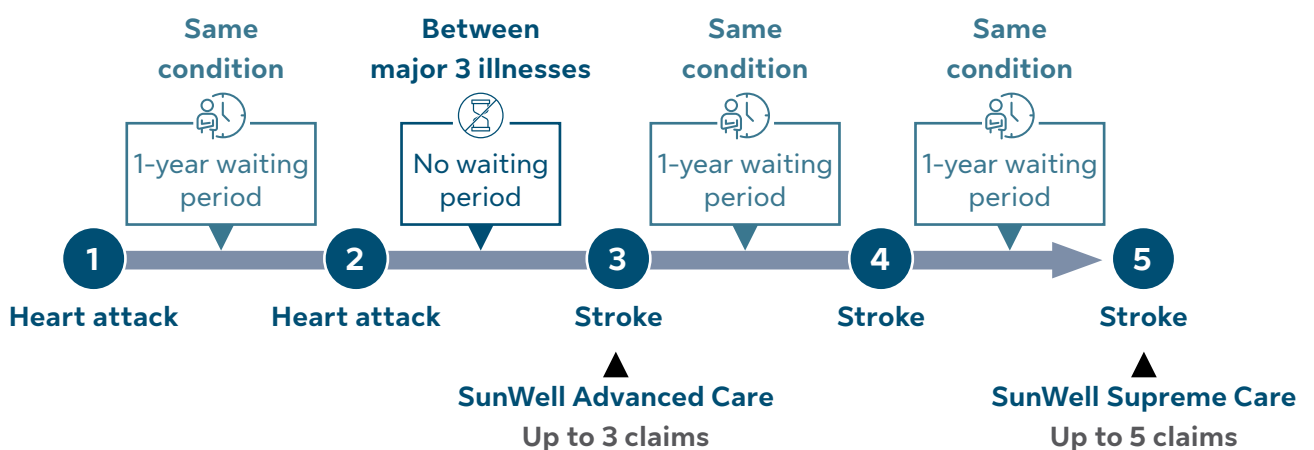 Same
condition
1-year waiting
period
Between
major 3 illnesses
No waiting
period
Same
condition
1-year waiting
period
Same
condition
1-year waiting
period
1
Heart attack
2
Heart attack
3
Stroke
4
Stroke
5
Stroke
SunWell Advanced Care
Up to 3 claims
SunWell Supreme Care
Up to 5 claims